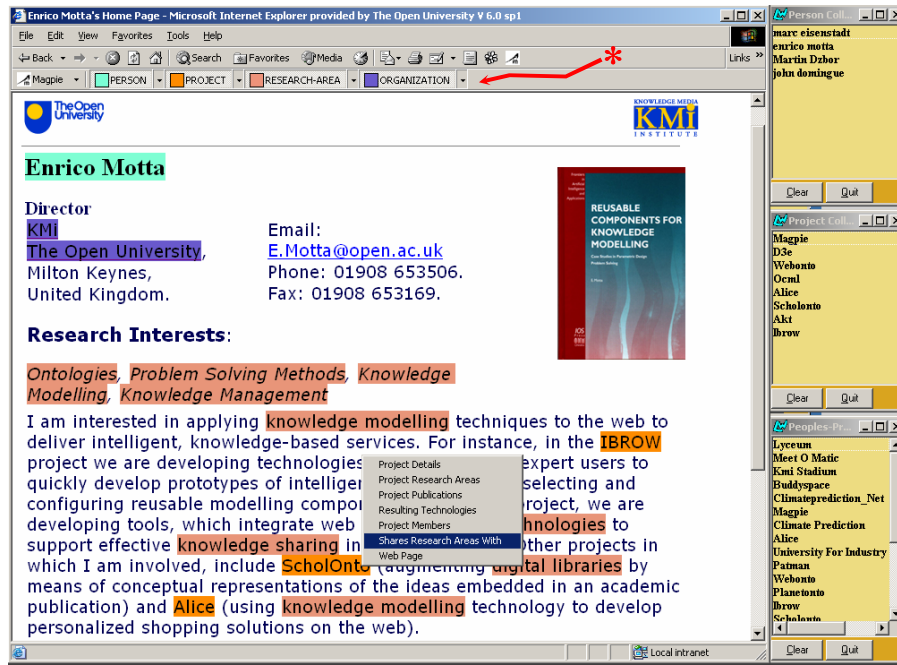 Enrico Motta's Home Page - Microsoft Internet Explorer provided by The Open University V 6.0 sp1
File Edit View Favorites Tools Help
Back Search Favorites Media Links »
Magpie PERSON PROJECT RESEARCH-AREA ORGANIZATION
*
The Open
University
KNOWLEDGE MEDIA
KMi
INSTITUTE
Enrico Motta
Director
KMi
The Open University,
Milton Keynes,
United Kingdom.
Email:
E.Motta@open.ac.uk
Phone: 01908 653506.
Fax: 01908 653169.
REUSABLE
COMPONENTS FOR
KNOWLEDGE
MODELLING
Case Studies in Parametric Design
Problem Solving
IOS
Research Interests:
Ontologies, Problem Solving Methods, Knowledge
Modelling, Knowledge Management
I am interested in applying knowledge modelling techniques to the web to
deliver intelligent, knowledge-based services. For instance, in the IBROW
project we are developing technologies expert users to
quickly develop prototypes of intelliger selecting and
configuring reusable modelling compor project, we are
developing tools, which integrate web hnologies to
support effective knowledge sharing in Other projects in
which I am involved, include ScholOnto (augmenting digital libraries by
means of conceptual representations of the ideas embedded in an academic
publication) and Alice (using knowledge modelling technology to develop
personalized shopping solutions on the web).
Project Details
Project Research Areas
Project Publications
Resulting Technologies
Project Members
Shares Research Areas With
Web Page
Local intranet
Person Coll...
marc eisenstadt
enrico motta
Martin Dzbor
john domingue
Clear Quit
Project Coll...
Magpie
D3e
Webonto
Ocml
Alice
Scholonto
Akt
Ibrow
Clear Quit
Peoples-Pr...
Lyceum
Meet O Matic
Kmi Stadium
Buddyspace
Climateprediction_Net
Magpie
Climate Prediction
Alice
University For Industry
Patman
Webonto
Planetonto
Ibrow
Scholonto
Clear Quit